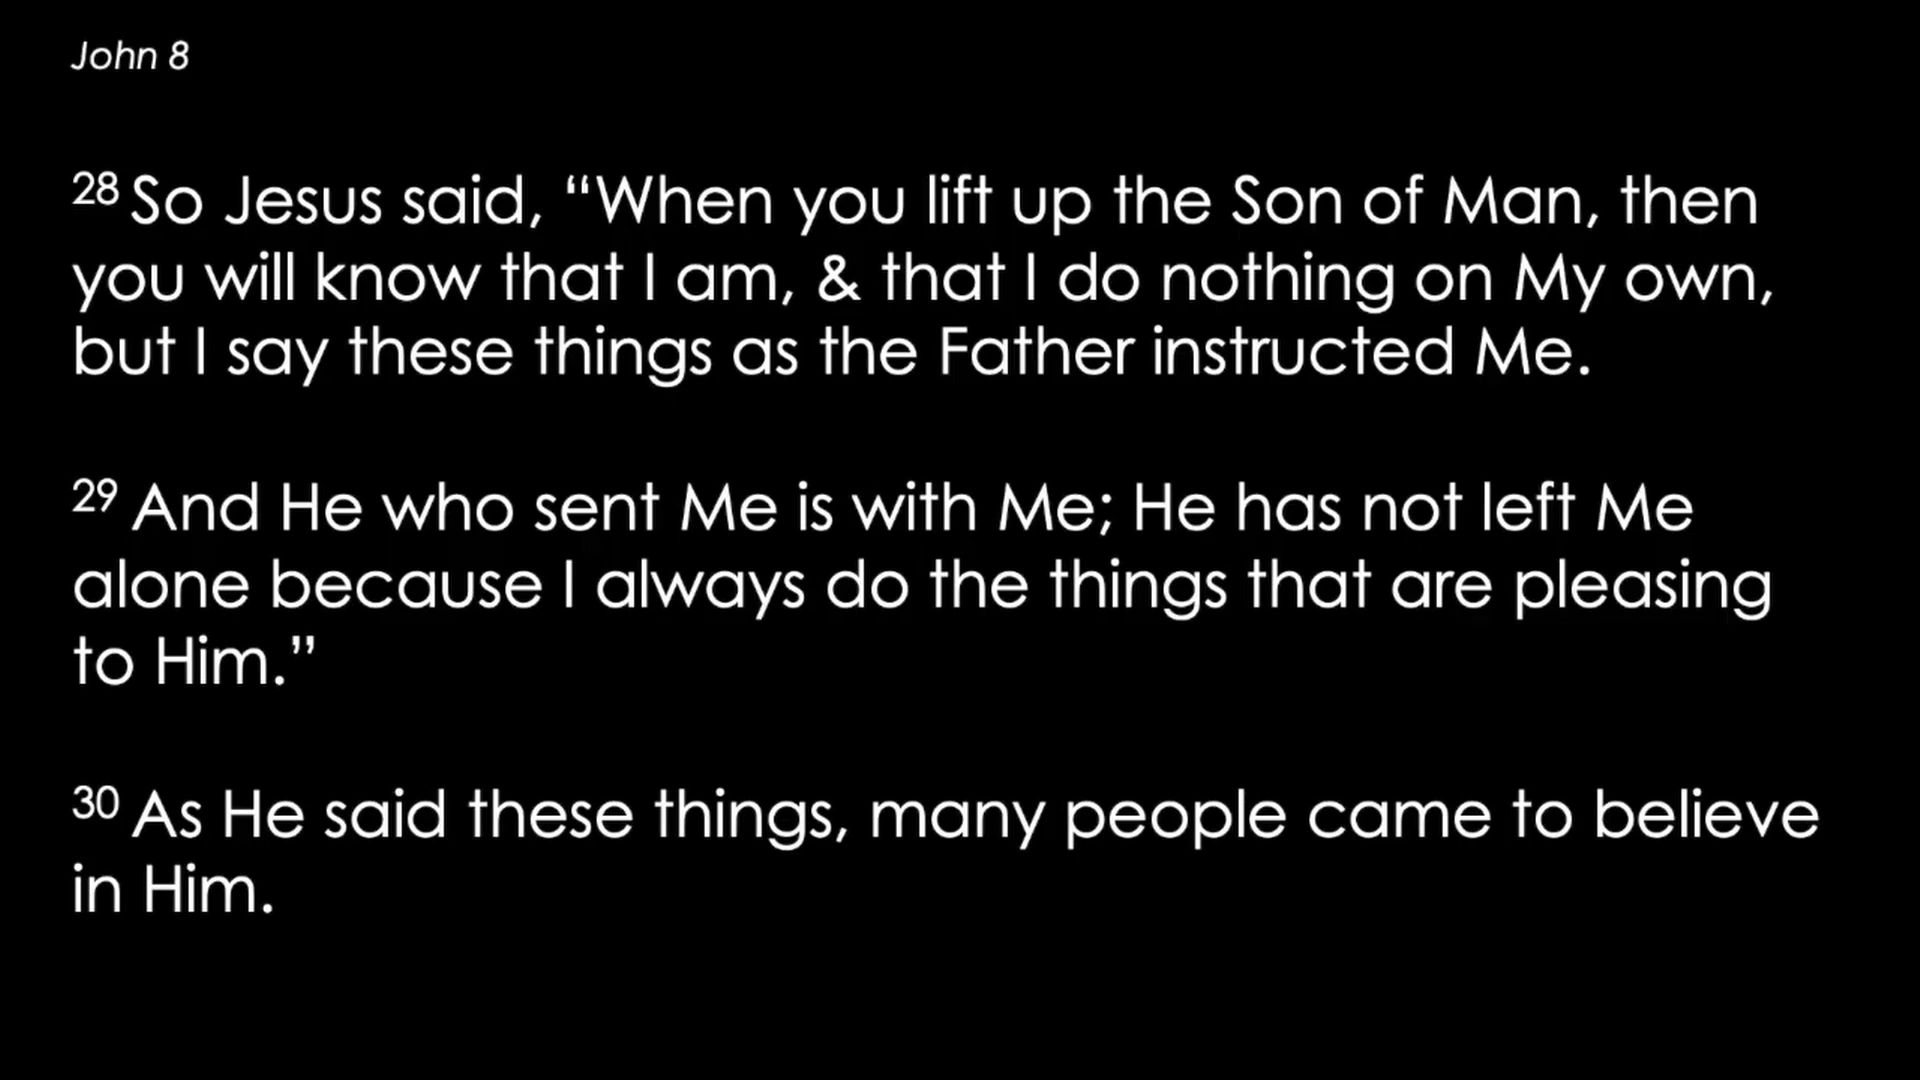 John 8
28 So Jesus said, “When you lift up the Son of Man, then
you will know that I am, & that I do nothing on My own,
but I say these things as the Father instructed Me.
29 And He who sent Me is with Me; He has not left Me
alone because I always do the things that are pleasing
to Him.”
30 As He said these things, many people came to believe
in Him.